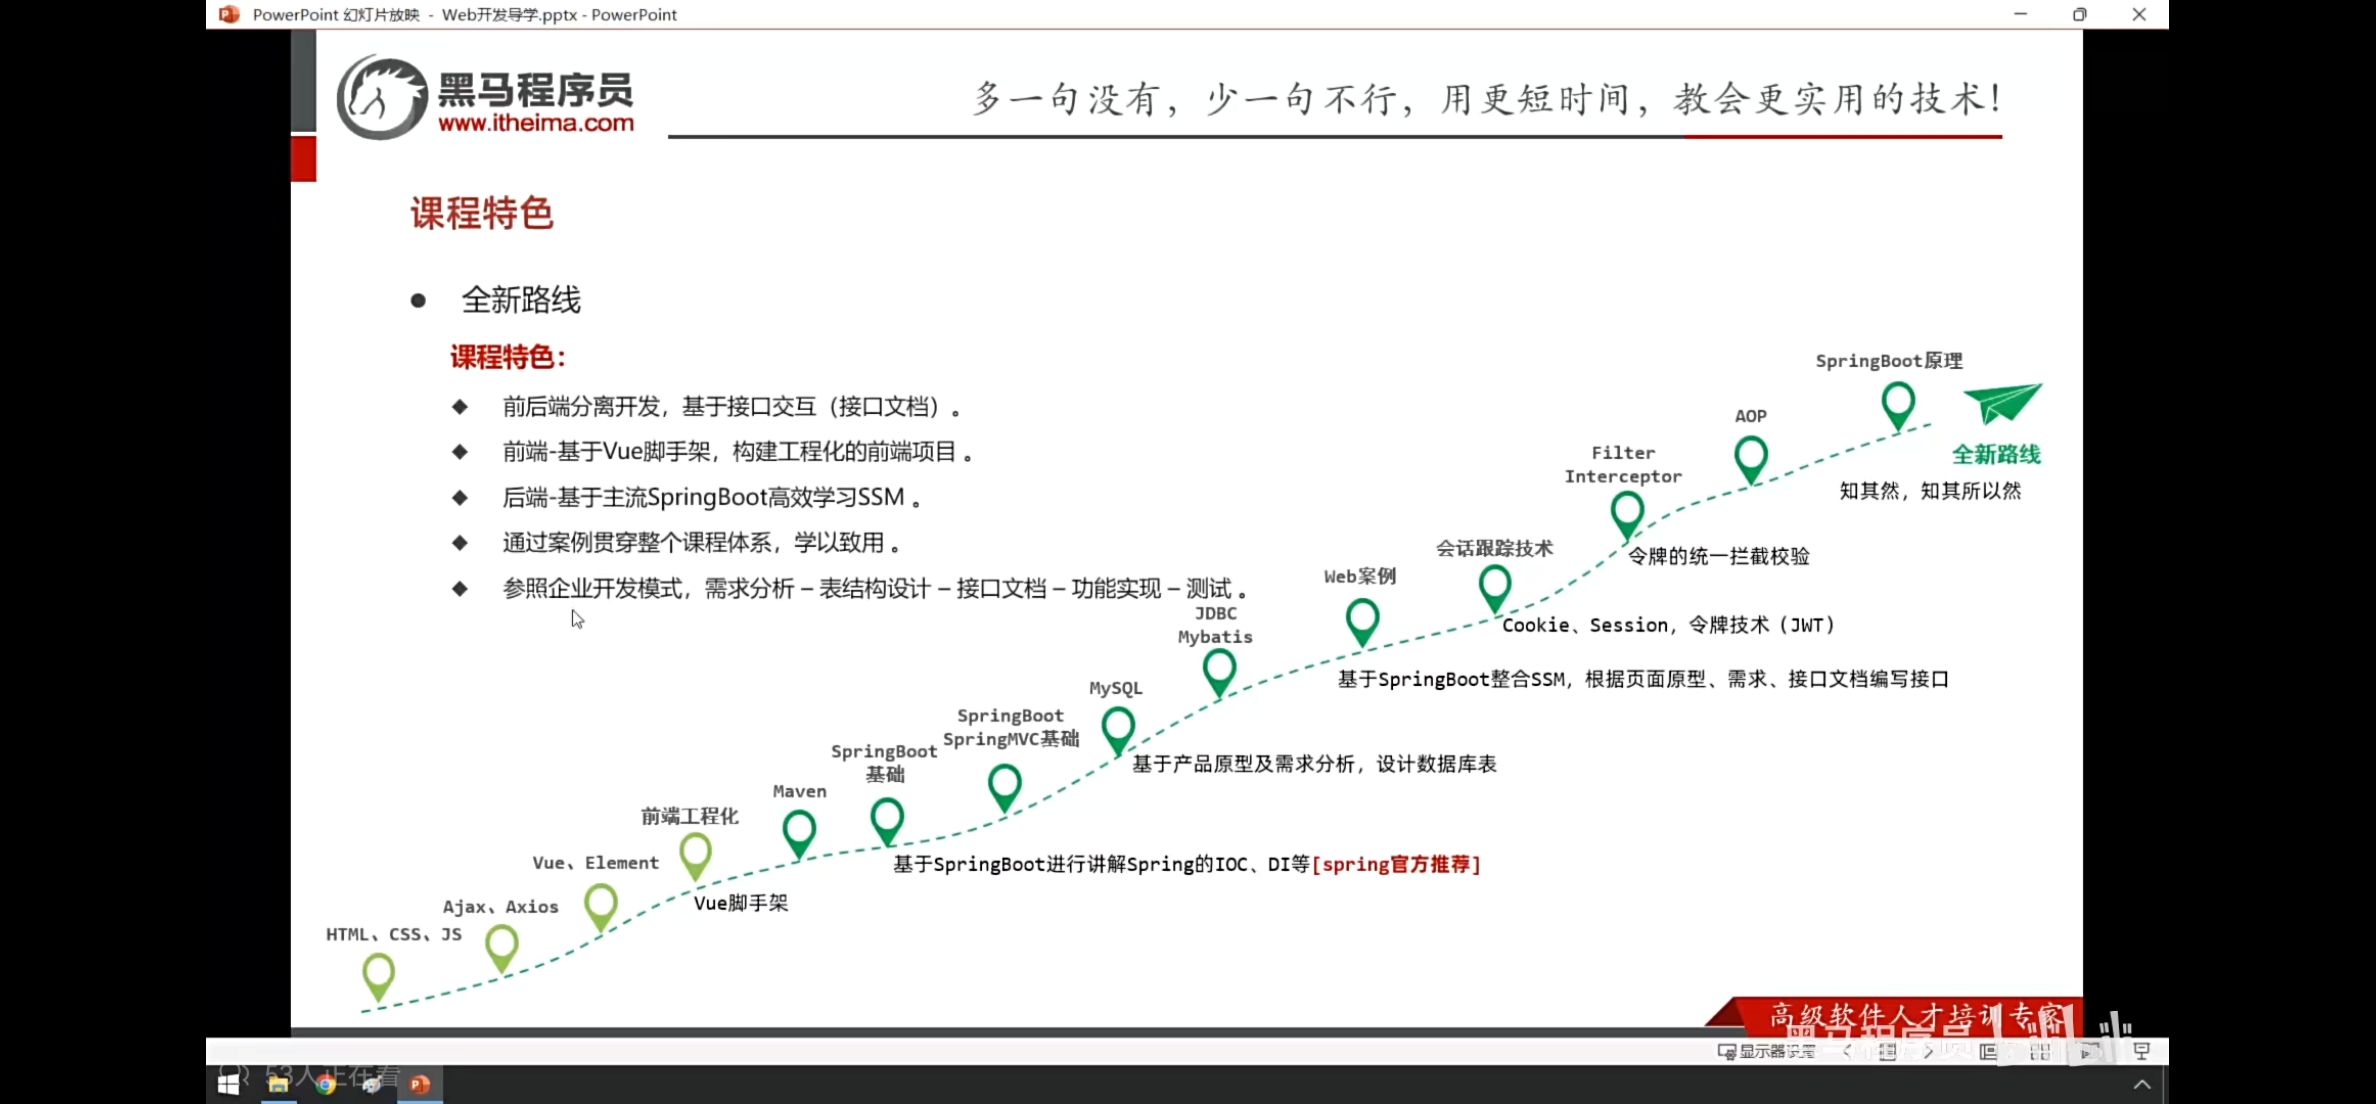 PowerPoint 幻灯片放映 - Web开发导学.pptx - PowerPoint
黑马程序员
www.itheima.com
多一句没有，少一句不行，用更短时间，教会更实用的技术！
课程特色
● 全新路线
课程特色：
◆ 前后端分离开发，基于接口交互（接口文档）。
◆ 前端-基于Vue脚手架，构建工程化的前端项目 。
◆ 后端-基于主流SpringBoot高效学习SSM 。
◆ 通过案例贯穿整个课程体系，学以致用 。
◆ 参照企业开发模式，需求分析 – 表结构设计 – 接口文档 – 功能实现 – 测试 。
SpringBoot原理
全新路线
知其然，知其所以然
AOP
Filter
Interceptor
令牌的统一拦截校验
会话跟踪技术
Cookie、Session，令牌技术（JWT）
Web案例
基于SpringBoot整合SSM，根据页面原型、需求、接口文档编写接口
JDBC
Mybatis
MySQL
基于产品原型及需求分析，设计数据库表
SpringBoot
SpringMVC基础
SpringBoot
基础
基于SpringBoot进行讲解Spring的IOC、DI等[spring官方推荐]
Maven
前端工程化
Vue脚手架
Vue、Element
Ajax、Axios
HTML、CSS、JS
高级软件人才培训专家
黑马程序员
显示器设置
53人正在看